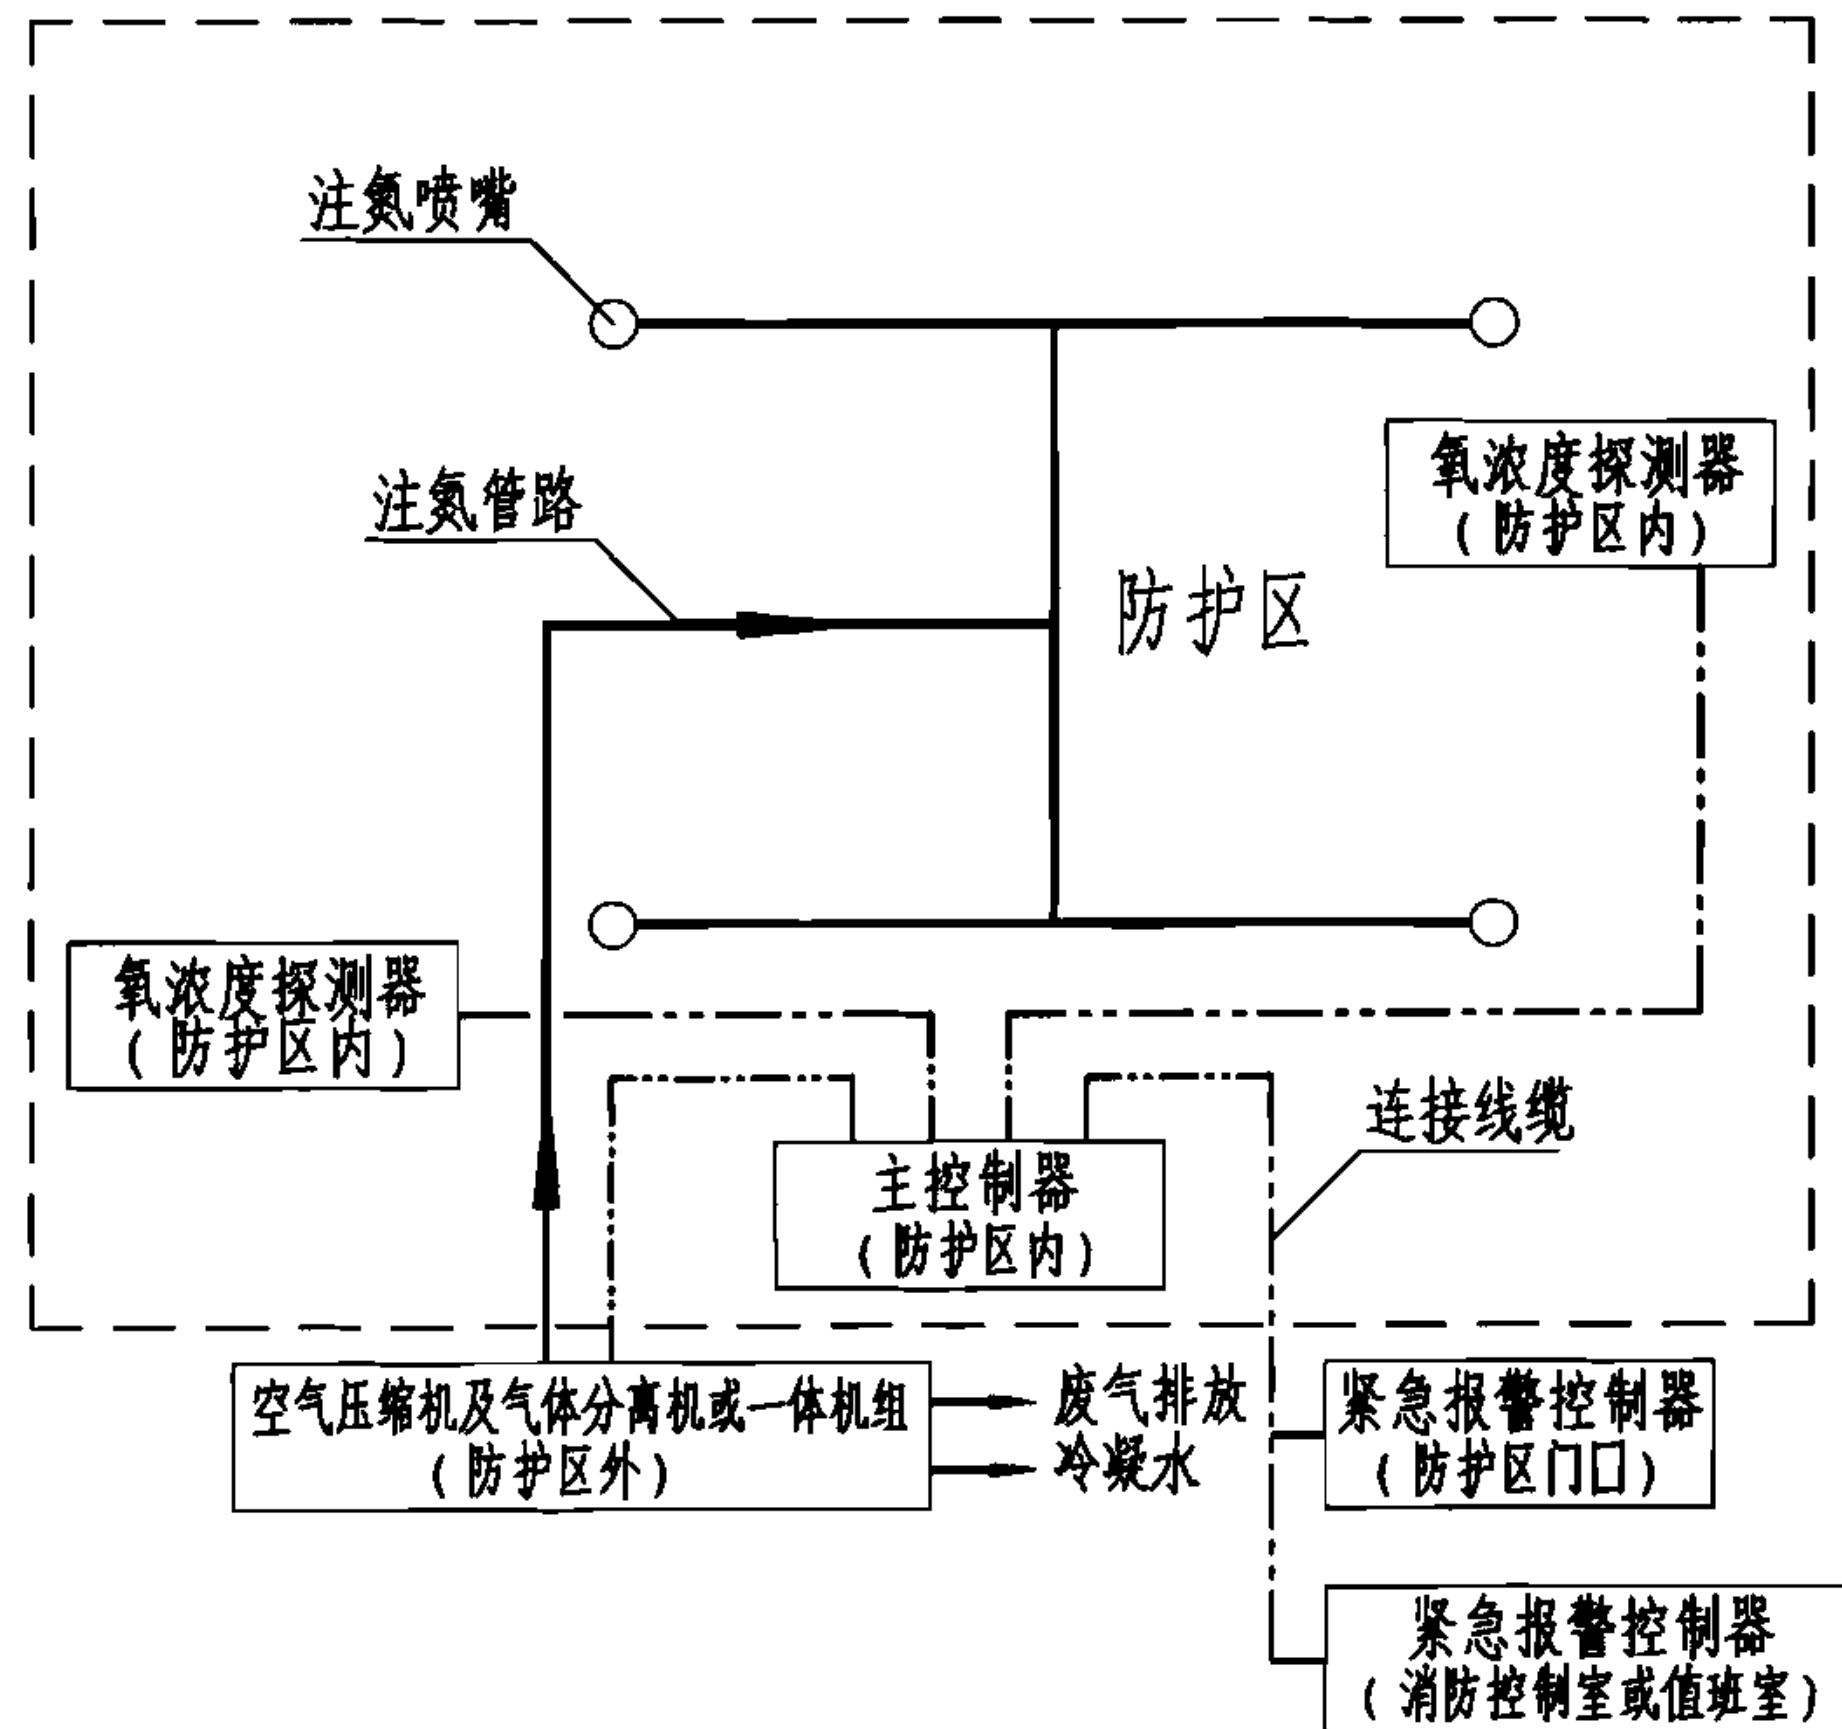 注氮喷嘴
氧浓度探测器
(防护区内)
注氮管路
防护区
氧浓度探测器
(防护区内)
连接线缆
主控制器
(防护区内)
空气压缩机及气体分离机或一体机组
(防护区外)
废气排放
冷凝水
紧急报警控制器
(防护区门口)
紧急报警控制器
(消防控制室或值班室)